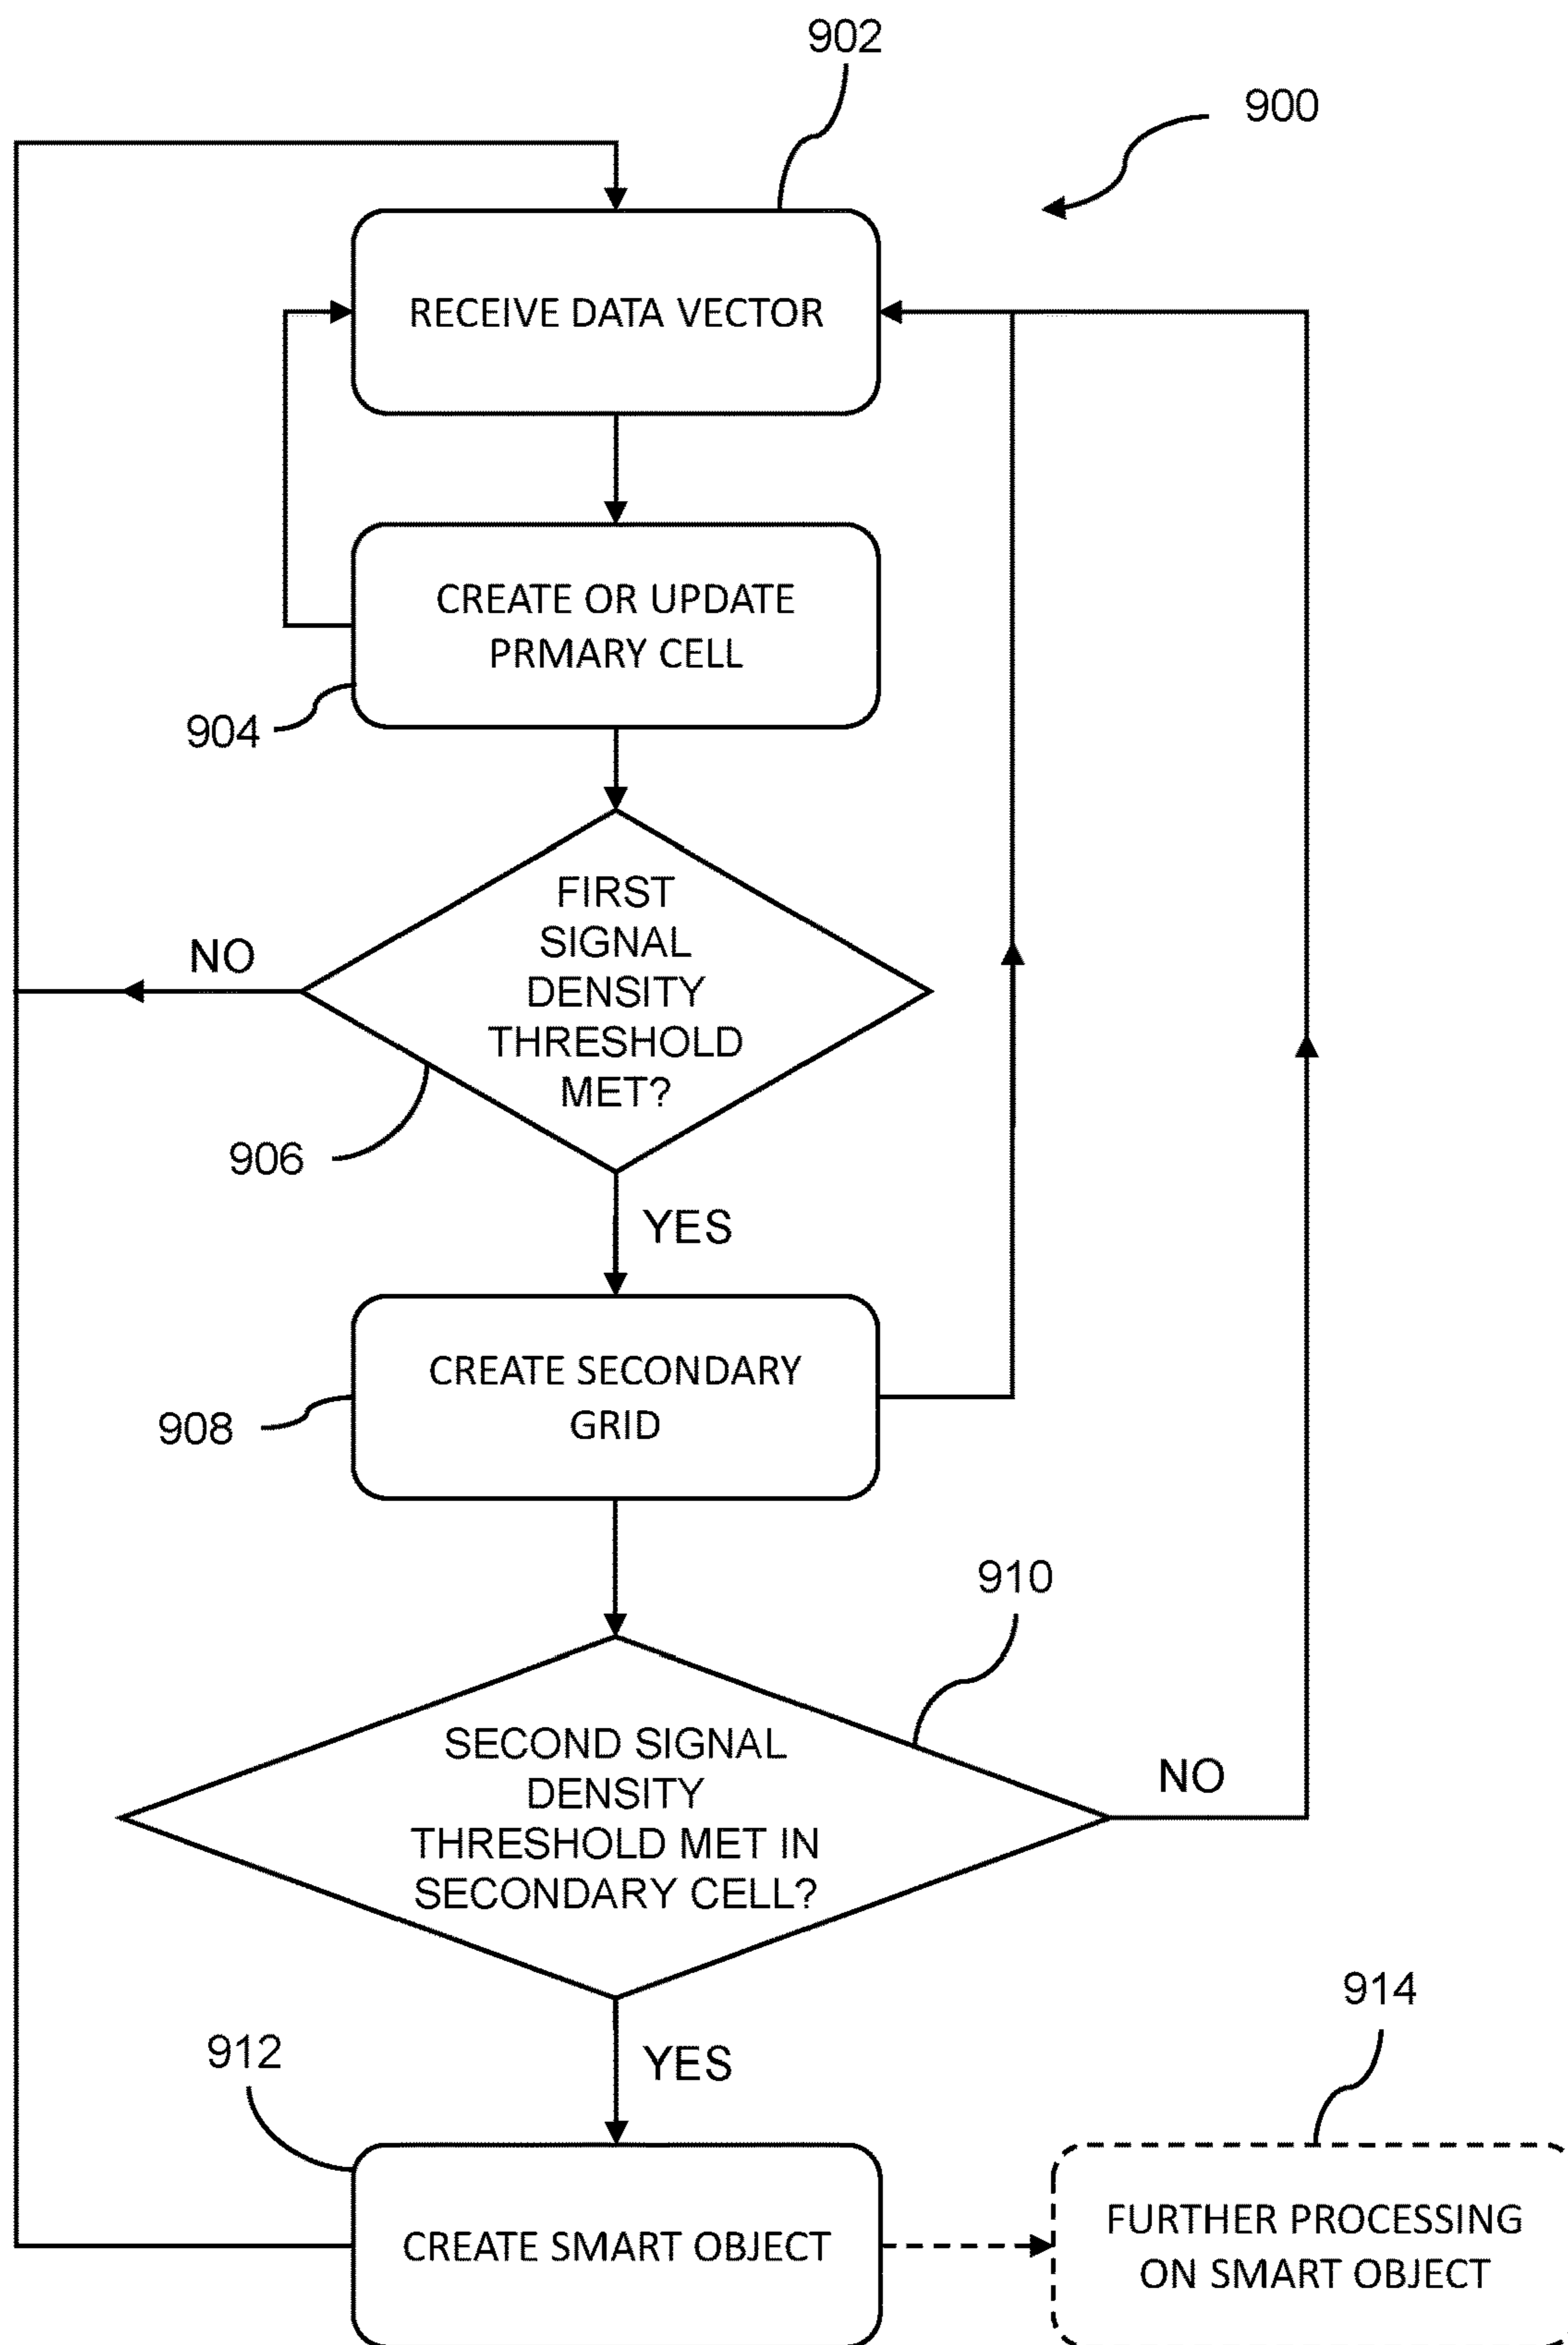 902
900
RECEIVE DATA VECTOR
CREATE OR UPDATE
PRMARY CELL
904
FIRST
SIGNAL
DENSITY
THRESHOLD
MET?
NO
906
YES
CREATE SECONDARY
GRID
908
910
SECOND SIGNAL
DENSITY
THRESHOLD MET IN
SECONDARY CELL?
NO
914
912
YES
CREATE SMART OBJECT
FURTHER PROCESSING
ON SMART OBJECT